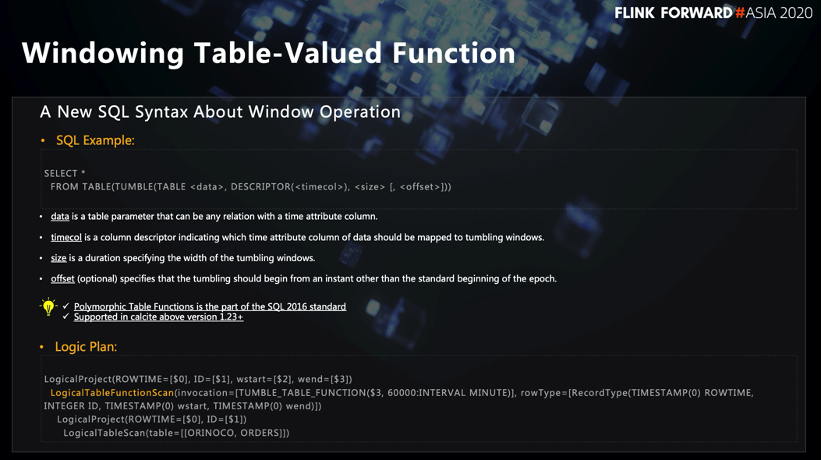 FLINK FORWARD #ASIA 2020
Windowing Table-Valued Function
A New SQL Syntax About Window Operation
• SQL Example:
SELECT *
FROM TABLE(TUMBLE(TABLE <data>, DESCRIPTOR(<timecol>), <size> [, <offset>]))
• data is a table parameter that can be any relation with a time attribute column.
• timecol is a column descriptor indicating which time attribute column of data should be mapped to tumbling windows.
• size is a duration specifying the width of the tumbling windows.
• offset (optional) specifies that the tumbling should begin from an instant other than the standard beginning of the epoch.
✓ Polymorphic Table Functions is the part of the SQL 2016 standard
✓ Supported in calcite above version 1.23+
• Logic Plan:
LogicalProject(ROWTIME=[$0], ID=[$1], wstart=[$2], wend=[$3])
LogicalTableFunctionScan(invocation=[TUMBLE_TABLE_FUNCTION($3, 60000:INTERVAL MINUTE)], rowType=[RecordType(TIMESTAMP(0) ROWTIME,
INTEGER ID, TIMESTAMP(0) wstart, TIMESTAMP(0) wend)])
LogicalProject(ROWTIME=[$0], ID=[$1])
LogicalTableScan(table=[[ORINOCO, ORDERS]])